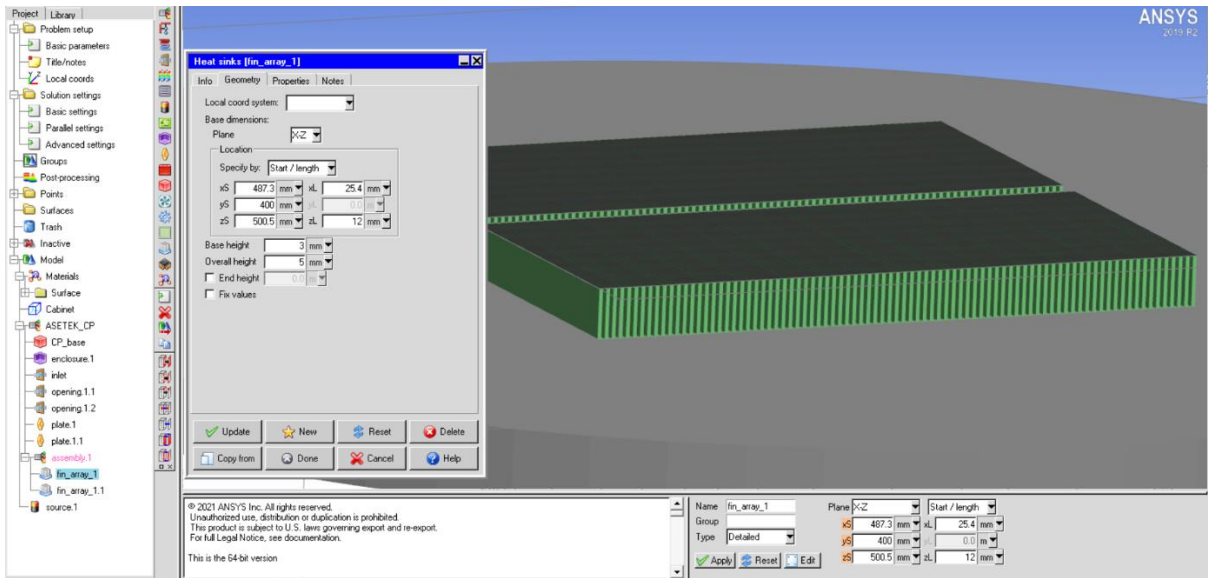 Project Library
Problem setup
Basic parameters
Title/notes
Local coords
Solution settings
Basic settings
Parallel settings
Advanced settings
Groups
Post-processing
Points
Surfaces
Trash
Inactive
Model
Materials
Surface
Cabinet
ASETEK_CP
CP_base
enclosure.1
inlet
opening.1.1
opening.1.2
plate.1
plate.1.1
assembly.1
fin_array_1
fin_array_1.1
source.1
Heat sinks [fin_array_1]
Info Geometry Properties Notes
Local coord system:
Base dimensions:
Plane X-Z
Location
Specify by: Start / length
xS 487.3 mm xL 25.4 mm
yS 400 mm yL 0.0 m
zS 500.5 mm zL 12 mm
Base height 3 mm
Overall height 5 mm
End height 0.0 m
Fix values
Update New Reset Delete
Copy from Done Cancel Help
ANSYS
2019 R2
© 2021 ANSYS Inc. All rights reserved.
Unauthorized use, distribution or duplication is prohibited.
This product is subject to U.S. laws governing export and re-export.
For full Legal Notice, see documentation.
This is the 64-bit version
Name fin_array_1 Plane X-Z Start / length
Group xS 487.3 mm xL 25.4 mm
Type Detailed yS 400 mm yL 0.0 m
Apply Reset Edit zS 500.5 mm zL 12 mm